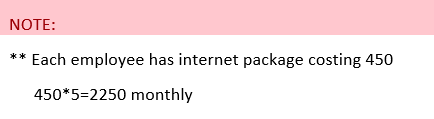 NOTE:
** Each employee has internet package costing 450
450*5=2250 monthly